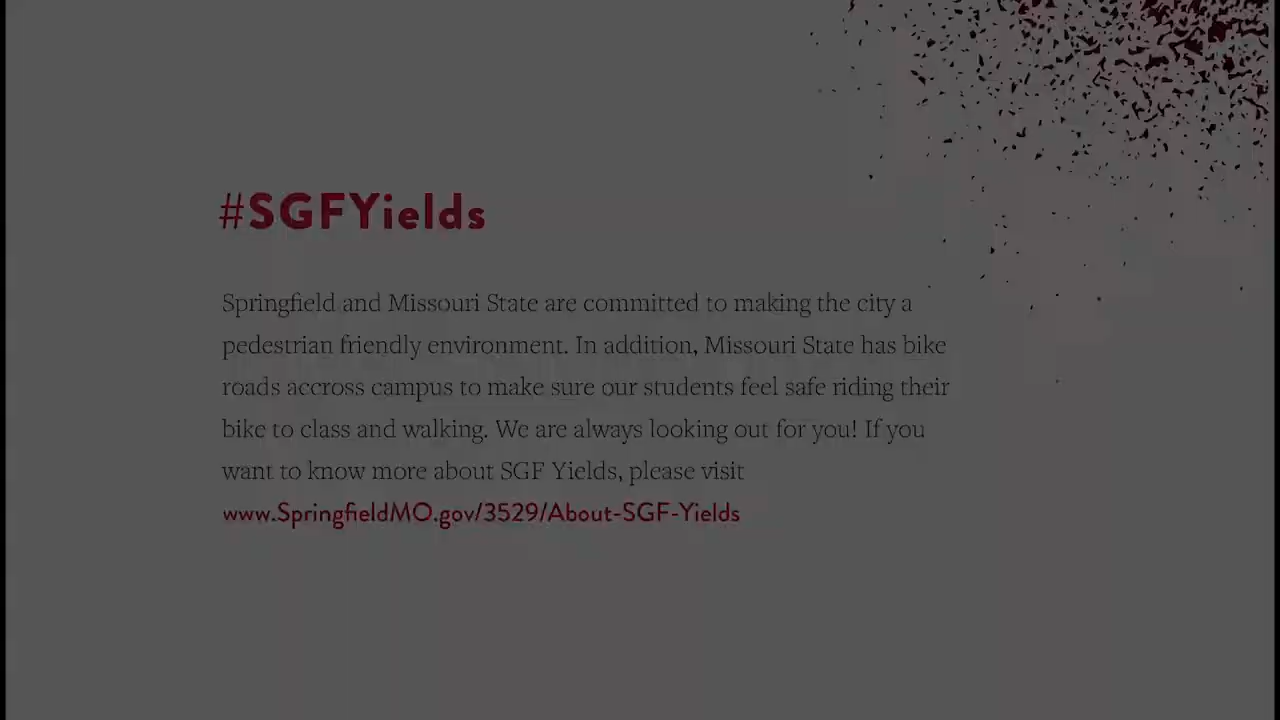 #SGFYields
Springfield and Missouri State are committed to making the city a
pedestrian friendly environment. In addition, Missouri State has bike
roads accross campus to make sure our students feel safe riding their
bike to class and walking. We are always looking out for you! If you
want to know more about SGF Yields, please visit
www.SpringfieldMO.gov/3529/About-SGF-Yields